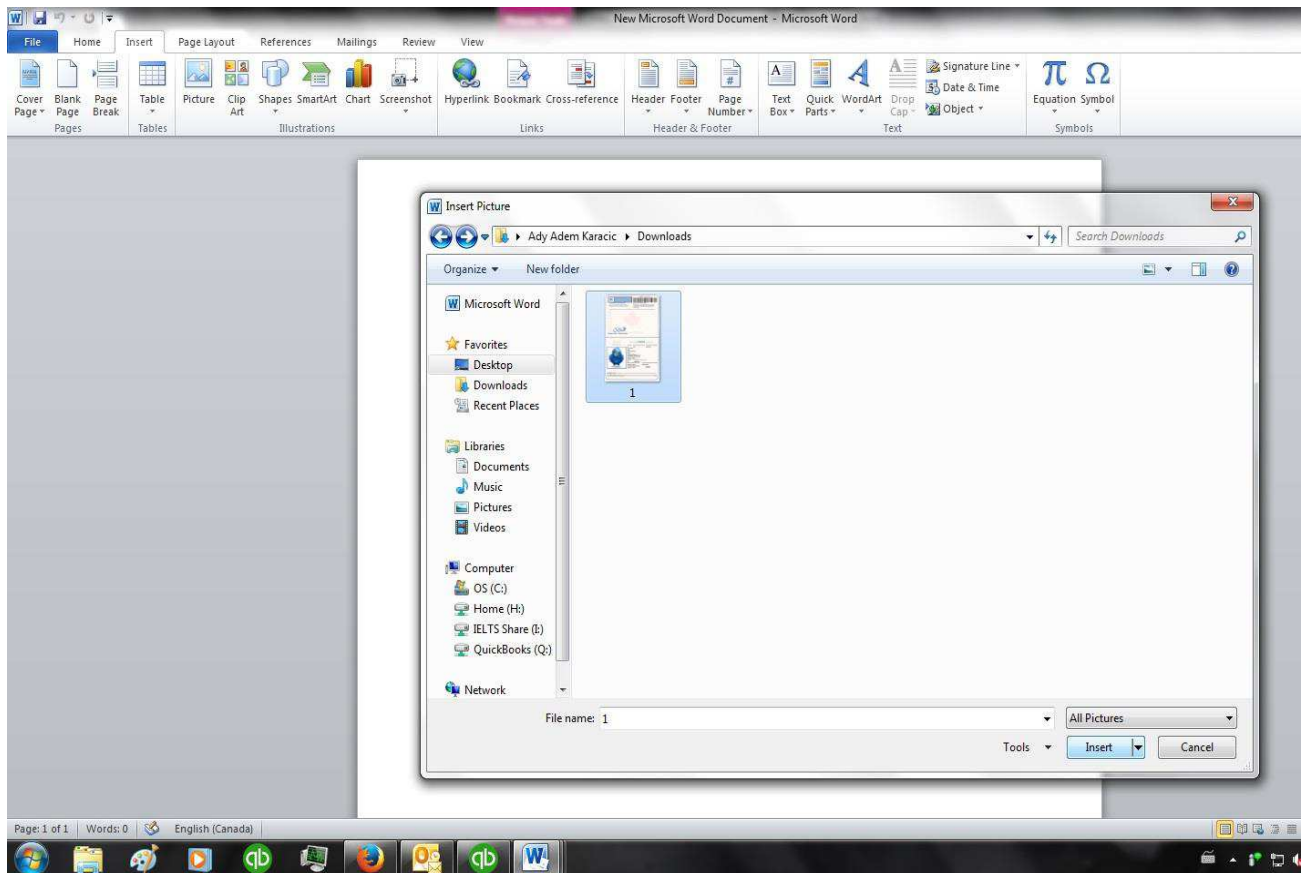 New Microsoft Word Document - Microsoft Word
File Home Insert Page Layout References Mailings Review View
Cover Page Blank Page Page Break Table Picture Clip Art Shapes SmartArt Chart Screenshot Hyperlink Bookmark Cross-reference Header Footer Page Number Text Box Quick Parts WordArt Drop Cap Signature Line Date & Time Object Equation Symbol
Pages Tables Illustrations Links Header & Footer Text Symbols
Insert Picture
Ady Adem Karacic Downloads Search Downloads
Organize New folder
Microsoft Word
Favorites
Desktop
Downloads
Recent Places
1
Libraries
Documents
Music
Pictures
Videos
Computer
OS (C:)
Home (H:)
IELTS Share (I:)
QuickBooks (Q:)
Network
File name: 1 All Pictures
Tools Insert Cancel
Page: 1 of 1 Words: 0 English (Canada)